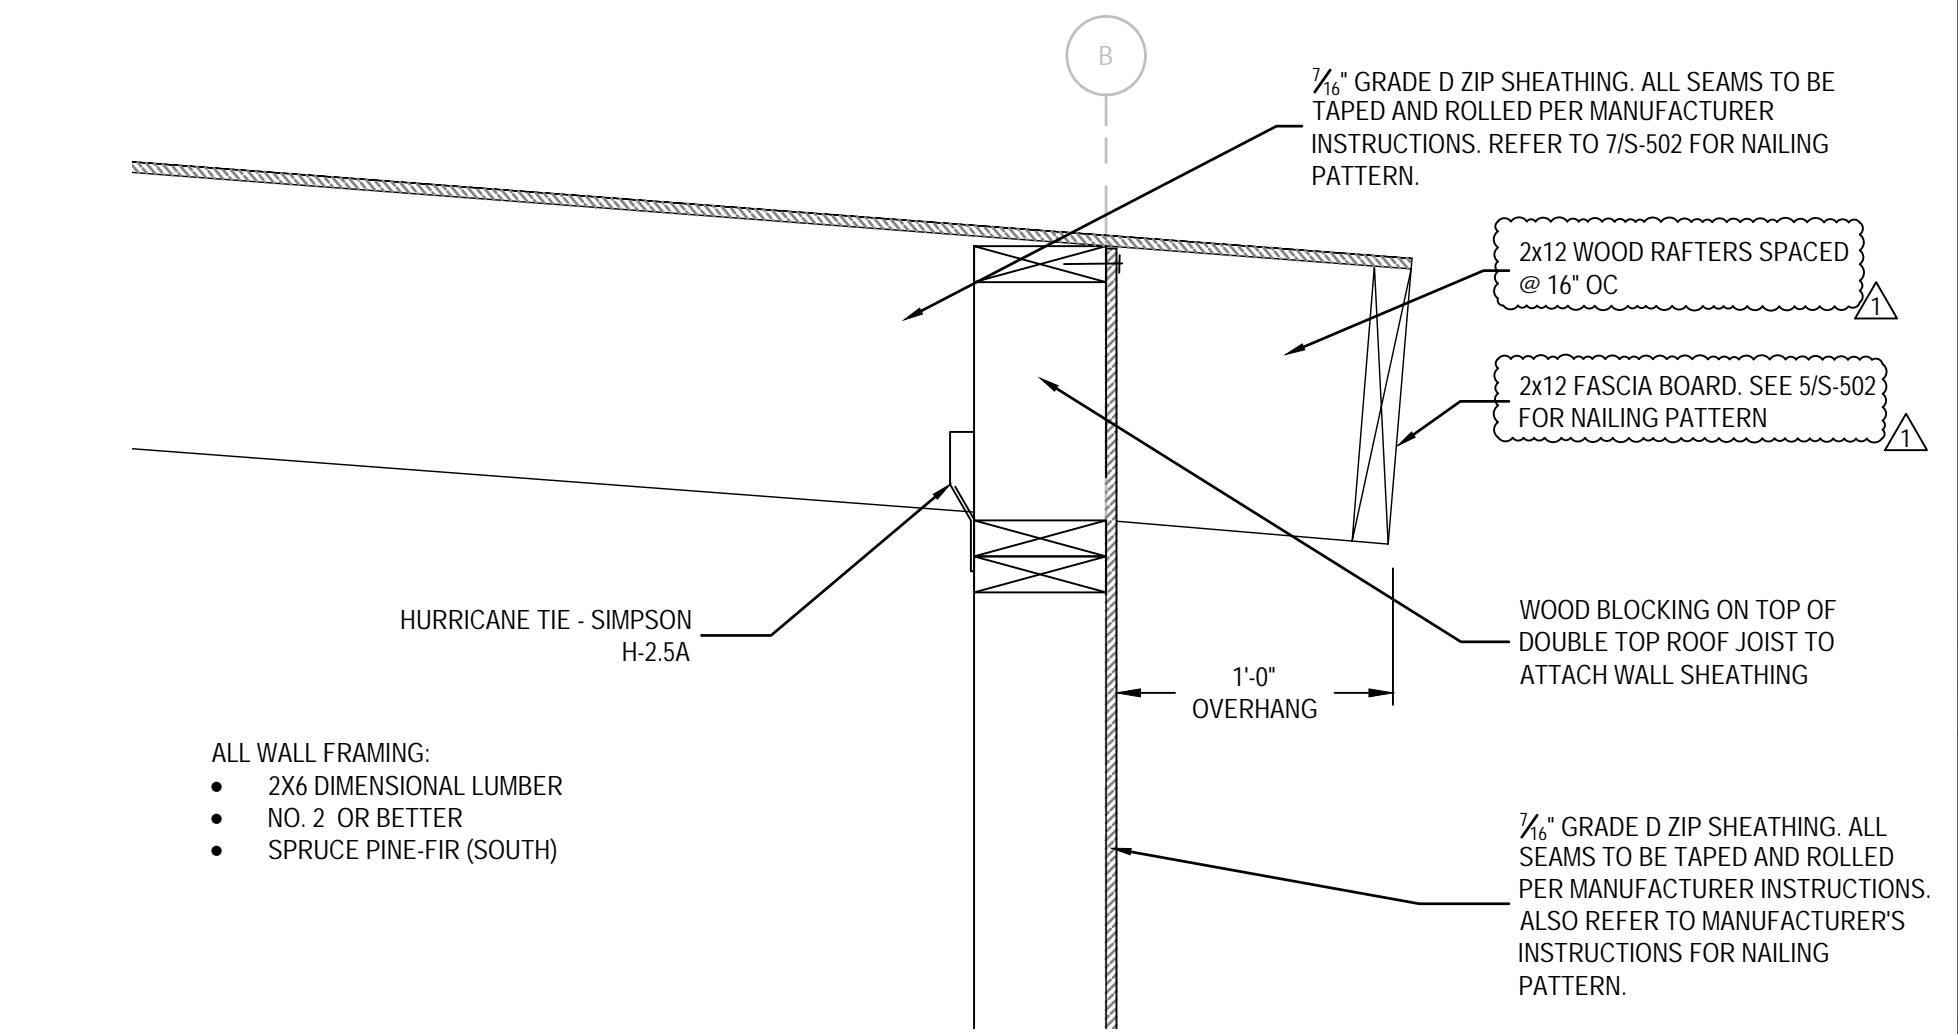 B
7/16" GRADE D ZIP SHEATHING. ALL SEAMS TO BE
TAPED AND ROLLED PER MANUFACTURER
INSTRUCTIONS. REFER TO 7/S-502 FOR NAILING
PATTERN.
2x12 WOOD RAFTERS SPACED
@ 16" OC
1
2x12 FASCIA BOARD. SEE 5/S-502
FOR NAILING PATTERN
1
HURRICANE TIE - SIMPSON
H-2.5A
WOOD BLOCKING ON TOP OF
DOUBLE TOP ROOF JOIST TO
ATTACH WALL SHEATHING
1'-0"
OVERHANG
ALL WALL FRAMING:
• 2X6 DIMENSIONAL LUMBER
• NO. 2 OR BETTER
• SPRUCE PINE-FIR (SOUTH)
7/16" GRADE D ZIP SHEATHING. ALL
SEAMS TO BE TAPED AND ROLLED
PER MANUFACTURER INSTRUCTIONS.
ALSO REFER TO MANUFACTURER'S
INSTRUCTIONS FOR NAILING
PATTERN.